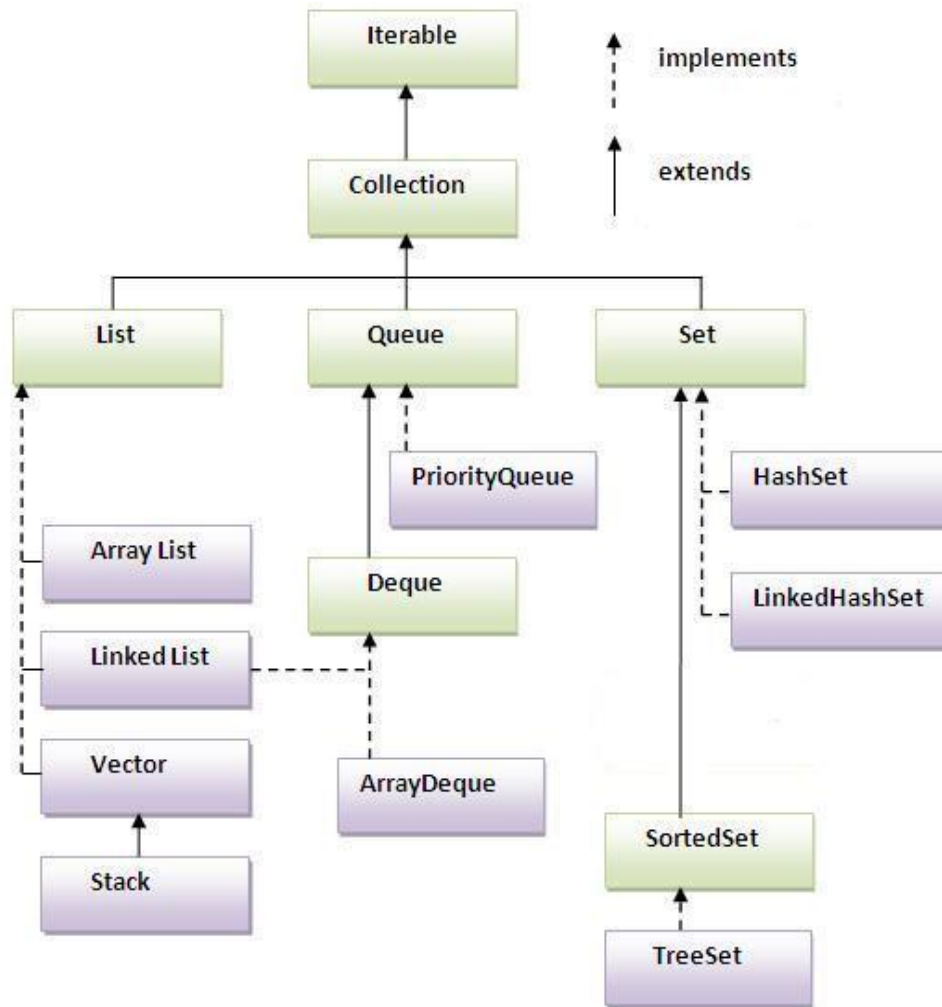 Iterable
implements
Collection
extends
List
Queue
Set
PriorityQueue
HashSet
Array List
Deque
LinkedHashSet
Linked List
Vector
ArrayDeque
SortedSet
Stack
TreeSet